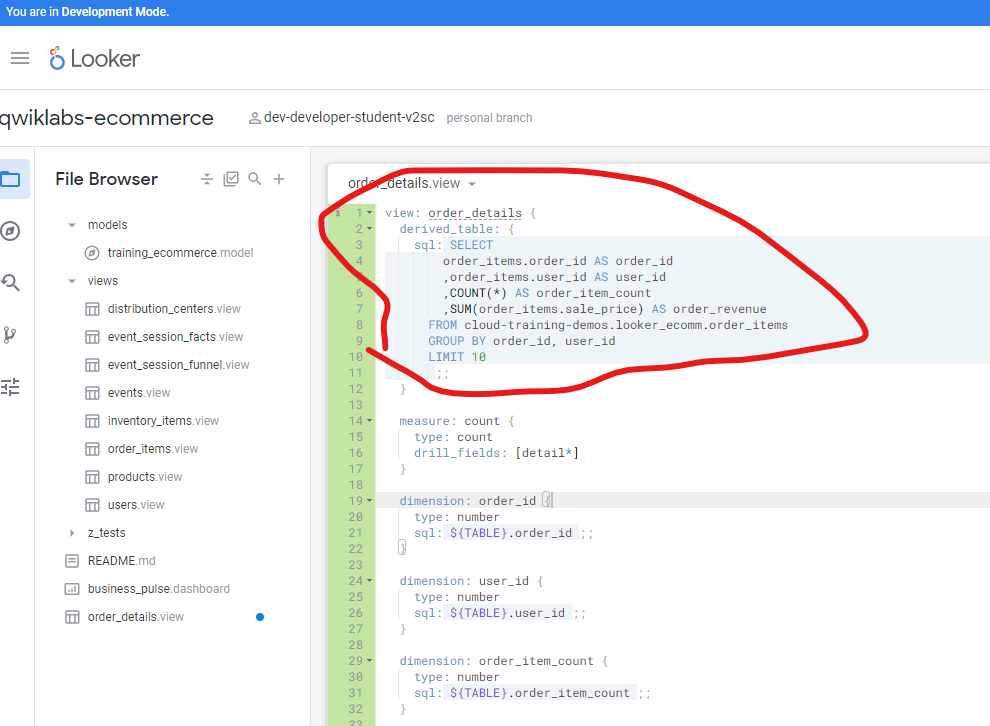 You are in Development Mode.
Looker
qwiklabs-ecommerce
dev-developer-student-v2sc personal branch
File Browser
models
training_ecommerce.model
views
distribution_centers.view
event_session_facts.view
event_session_funnel.view
events.view
inventory_items.view
order_items.view
products.view
users.view
z_tests
README.md
business_pulse.dashboard
order_details.view
order_details.view
1 view: order_details {
2 derived_table: {
3 sql: SELECT
4 order_items.order_id AS order_id
5 ,order_items.user_id AS user_id
6 ,COUNT(*) AS order_item_count
7 ,SUM(order_items.sale_price) AS order_revenue
8 FROM cloud-training-demos.looker_ecomm.order_items
9 GROUP BY order_id, user_id
10 LIMIT 10
11 ;;
12 }
13
14 measure: count {
15 type: count
16 drill_fields: [detail*]
17 }
18
19 dimension: order_id {
20 type: number
21 sql: ${TABLE}.order_id ;;
22 }
23
24 dimension: user_id {
25 type: number
26 sql: ${TABLE}.user_id ;;
27 }
28
29 dimension: order_item_count {
30 type: number
31 sql: ${TABLE}.order_item_count ;;
32 }
33